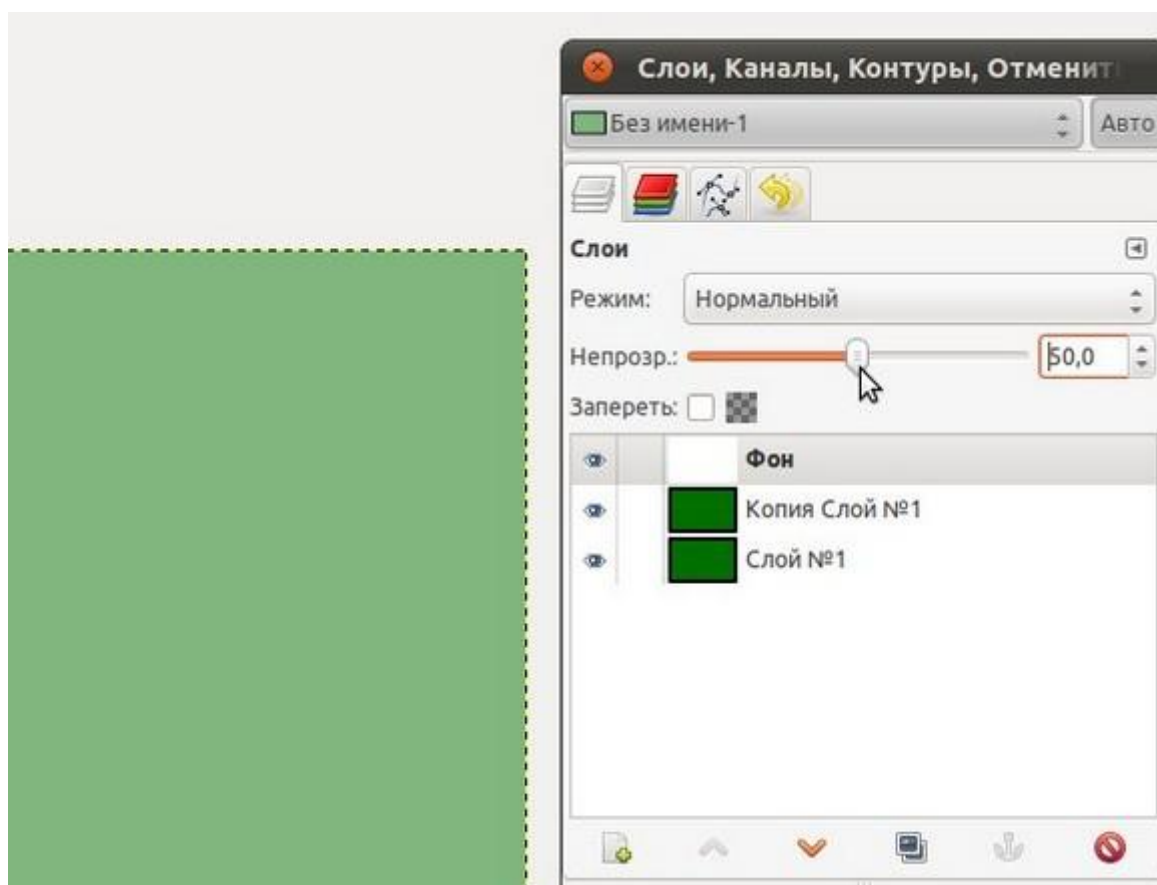 Слои, Каналы, Контуры, Отменит
Без имени-1
Авто
Слои
Режим: Нормальный
Непрозр.: 50,0
Запереть:
Фон
Копия Слой №1
Слой №1